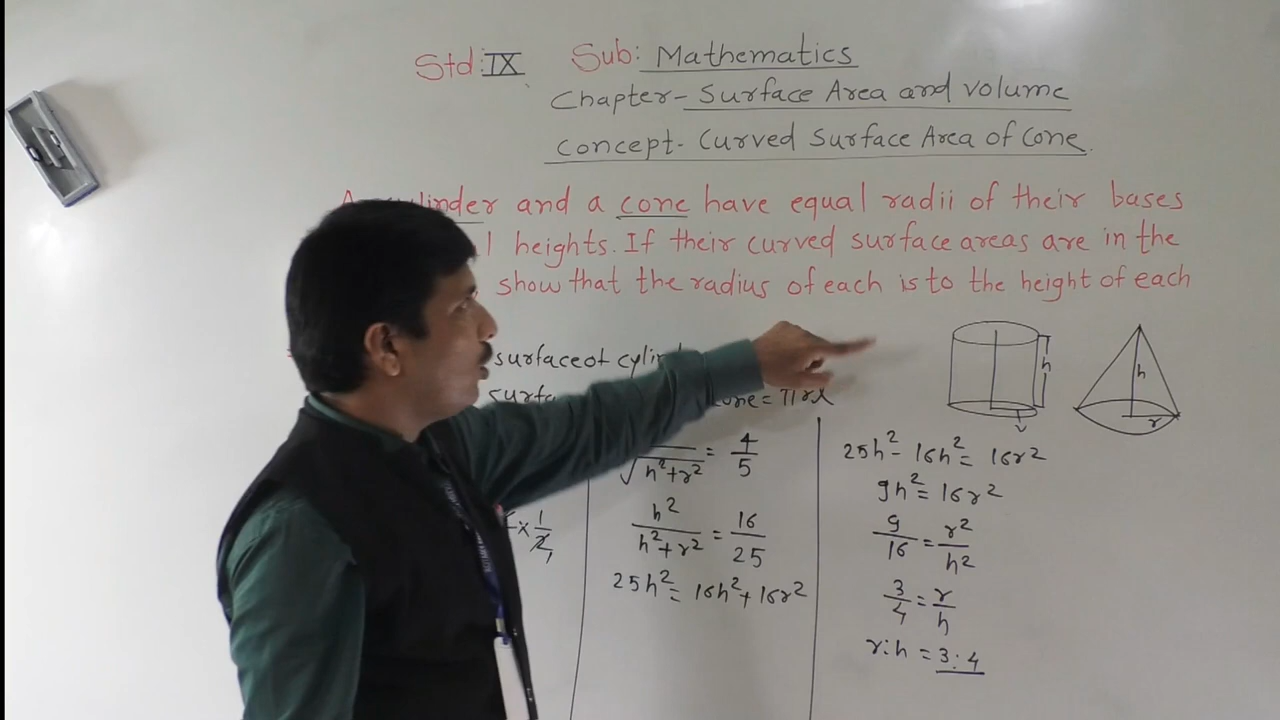 Std: IX Sub: Mathematics
Chapter- Surface Area and volume
concept- Curved Surface Area of Cone.
A cylinder and a cone have equal radii of their bases
heights. If their curved surface areas are in the
show that the radius of each is to the height of each
surface of cylinder
cone = πrl
× 1/2
√h²+r² = 4/5
h²/h²+r² = 16/25
25h² = 16h² + 16r²
h
r
h
r
25h² - 16h² = 16r²
9h² = 16r²
9/16 = r²/h²
3/4 = r/h
r:h = 3:4